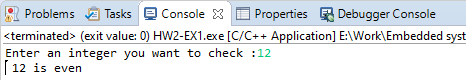 Problems Tasks Console Properties Debugger Console
<terminated> (exit value: 0) HW2-EX1.exe [C/C++ Application] E:\Work\Embedded syst
Enter an integer you want to check :12
12 is even